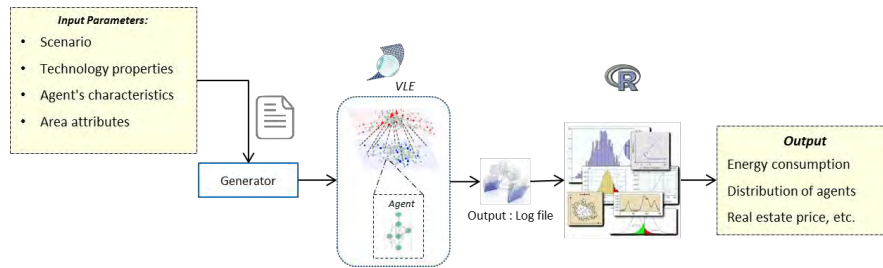 Input Parameters:
• Scenario
• Technology properties
• Agent's characteristics
• Area attributes
Generator
VLE
Agent
Output : Log file
R
Output
Energy consumption
Distribution of agents
Real estate price, etc.